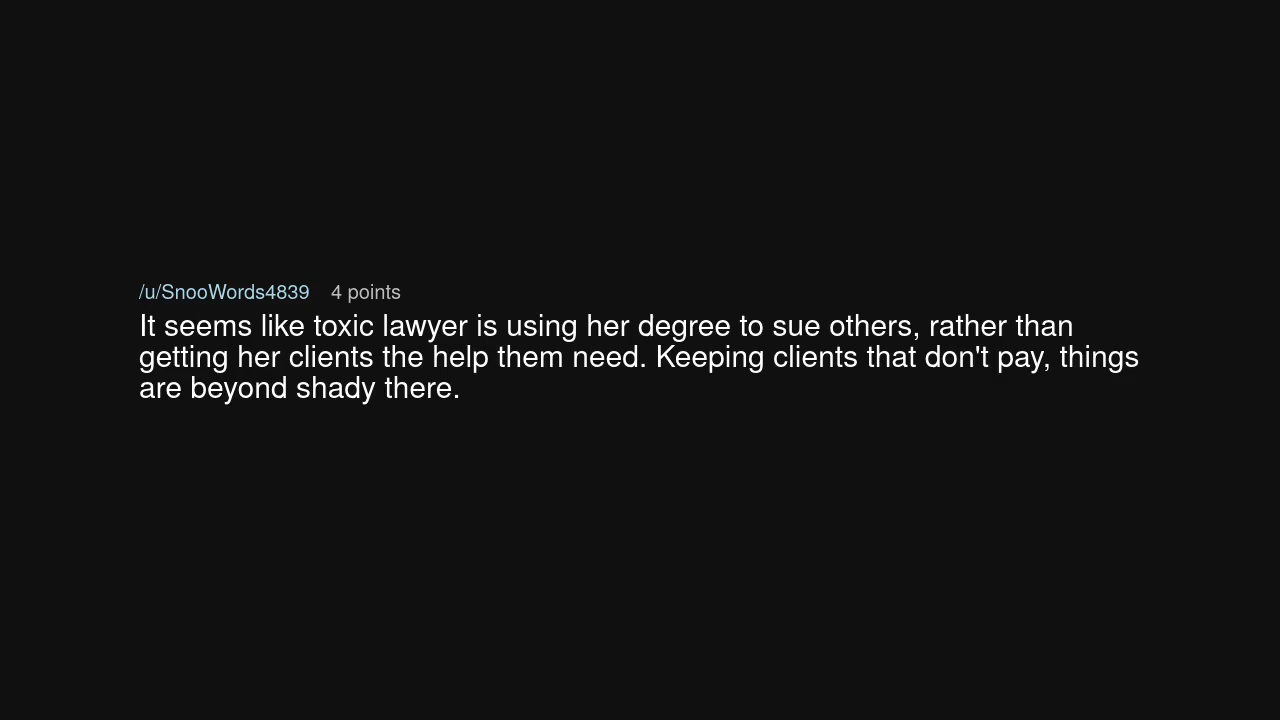 /u/SnooWords4839 4 points
It seems like toxic lawyer is using her degree to sue others, rather than
getting her clients the help them need. Keeping clients that don't pay, things
are beyond shady there.